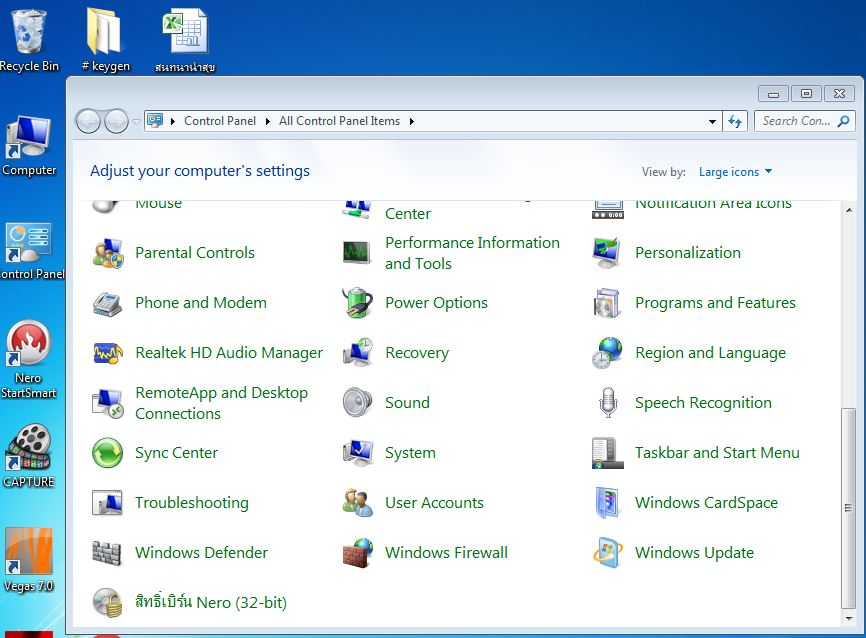 Recycle Bin
# keygen
สนทนานำสุข
Computer
ontrol Panel
Nero
StartSmart
CAPTURE
Vegas 7.0
Control Panel
All Control Panel Items
Search Con...
Adjust your computer's settings
View by:
Large icons
Mouse
Center
Notification Area Icons
Parental Controls
Performance Information
and Tools
Personalization
Phone and Modem
Power Options
Programs and Features
Realtek HD Audio Manager
Recovery
Region and Language
RemoteApp and Desktop
Connections
Sound
Speech Recognition
Sync Center
System
Taskbar and Start Menu
Troubleshooting
User Accounts
Windows CardSpace
Windows Defender
Windows Firewall
Windows Update
สิทธิ์เบิร์น Nero (32-bit)